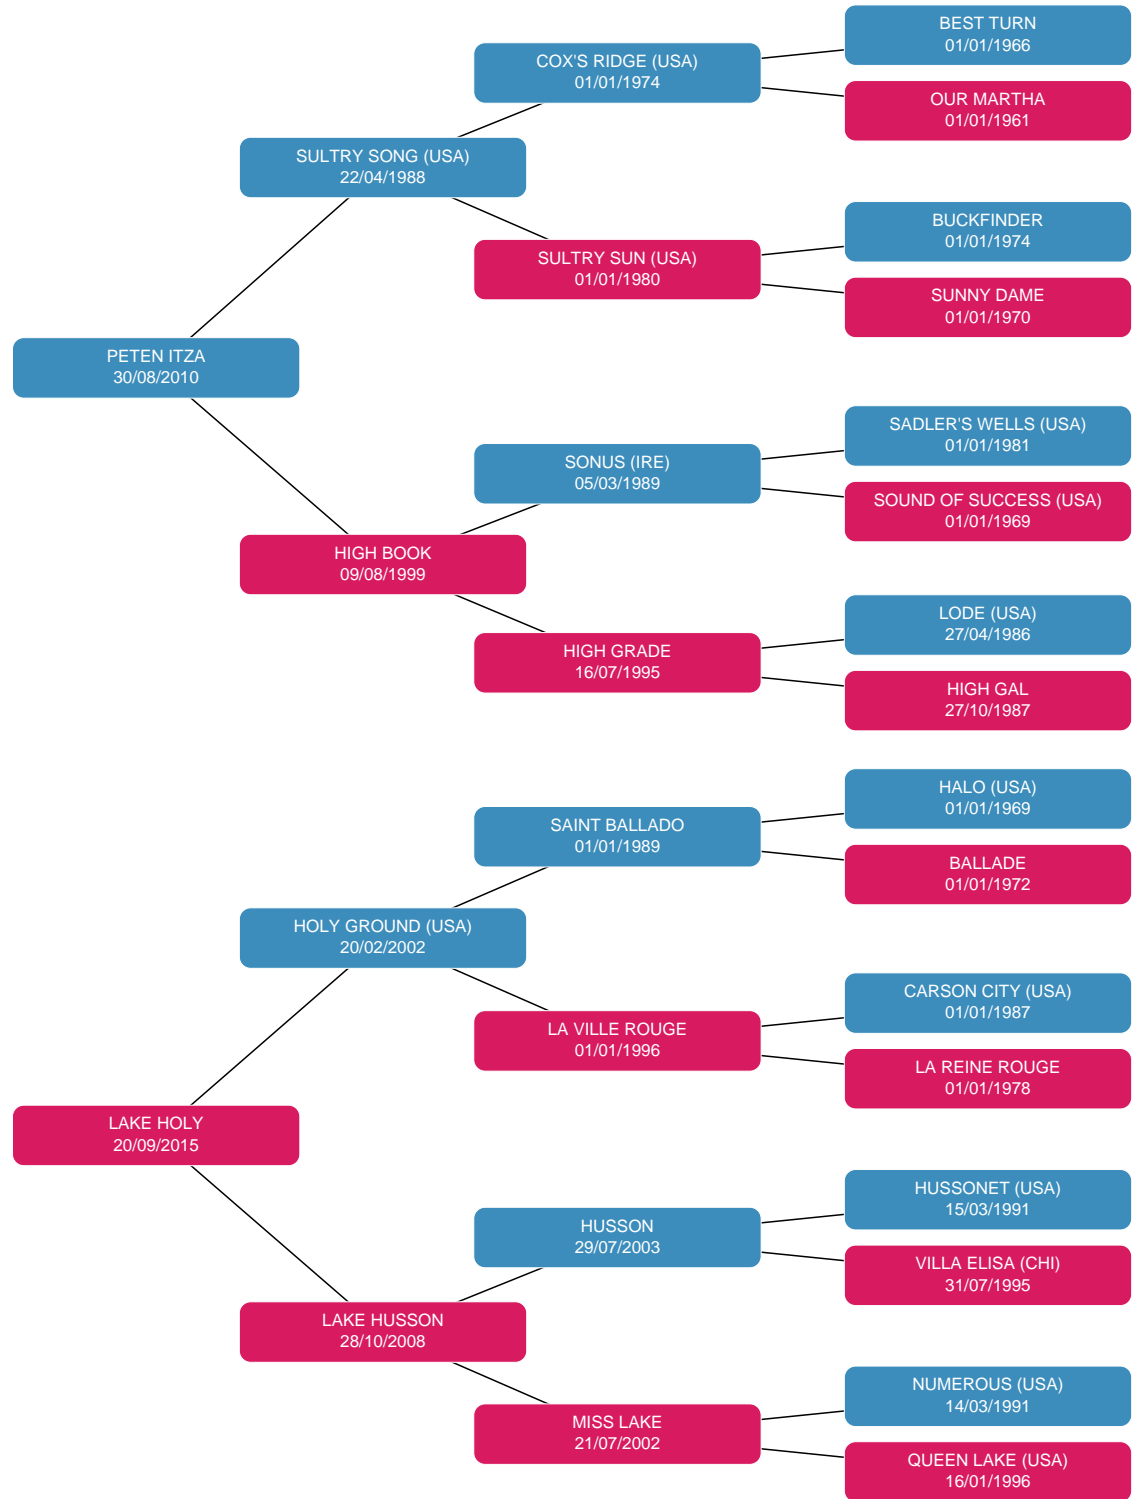 BEST TURN
01/01/1966
COX'S RIDGE (USA)
01/01/1974
OUR MARTHA
01/01/1961
SULTRY SONG (USA)
22/04/1988
BUCKFINDER
01/01/1974
SULTRY SUN (USA)
01/01/1980
SUNNY DAME
01/01/1970
PETEN ITZA
30/08/2010
SADLER'S WELLS (USA)
01/01/1981
SONUS (IRE)
05/03/1989
SOUND OF SUCCESS (USA)
01/01/1969
HIGH BOOK
09/08/1999
LODE (USA)
27/04/1986
HIGH GRADE
16/07/1995
HIGH GAL
27/10/1987
HALO (USA)
01/01/1969
SAINT BALLADO
01/01/1989
BALLADE
01/01/1972
HOLY GROUND (USA)
20/02/2002
CARSON CITY (USA)
01/01/1987
LA VILLE ROUGE
01/01/1996
LA REINE ROUGE
01/01/1978
LAKE HOLY
20/09/2015
HUSSONET (USA)
15/03/1991
HUSSON
29/07/2003
VILLA ELISA (CHI)
31/07/1995
LAKE HUSSON
28/10/2008
NUMEROUS (USA)
14/03/1991
MISS LAKE
21/07/2002
QUEEN LAKE (USA)
16/01/1996